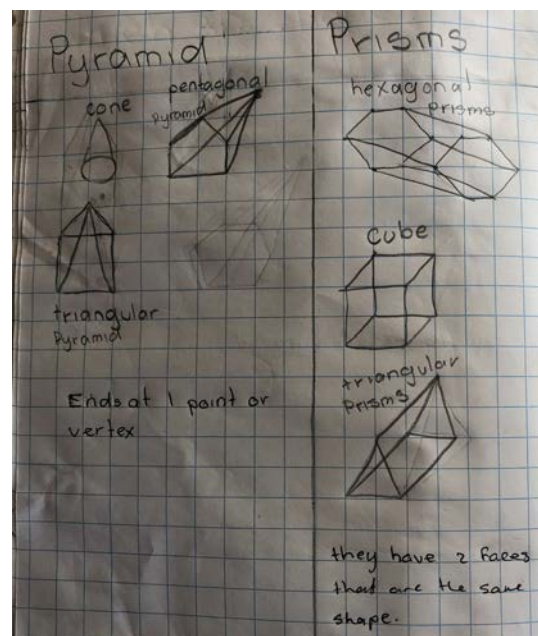 Pyramid
cone
pentagonal
pyramid
triangular
Pyramid
Ends at 1 point or
vertex
Prisms
hexagonal
prisms
cube
triangular
prisms
they have 2 faces
that are the same
shape.